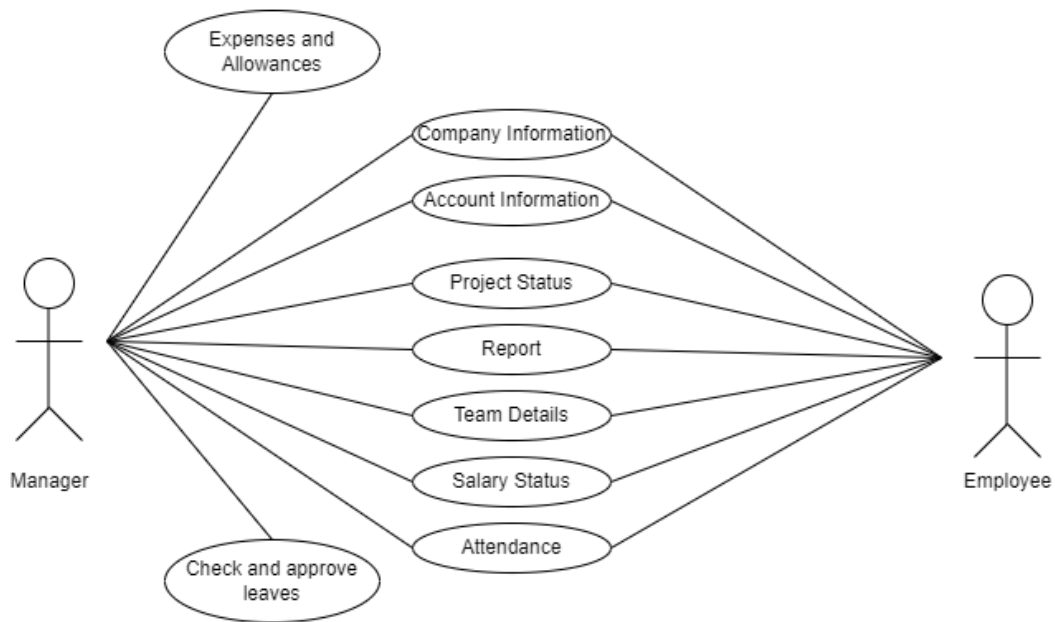 Expenses and
Allowances
Company Information
Account Information
Project Status
Report
Team Details
Salary Status
Attendance
Check and approve
leaves
Manager
Employee